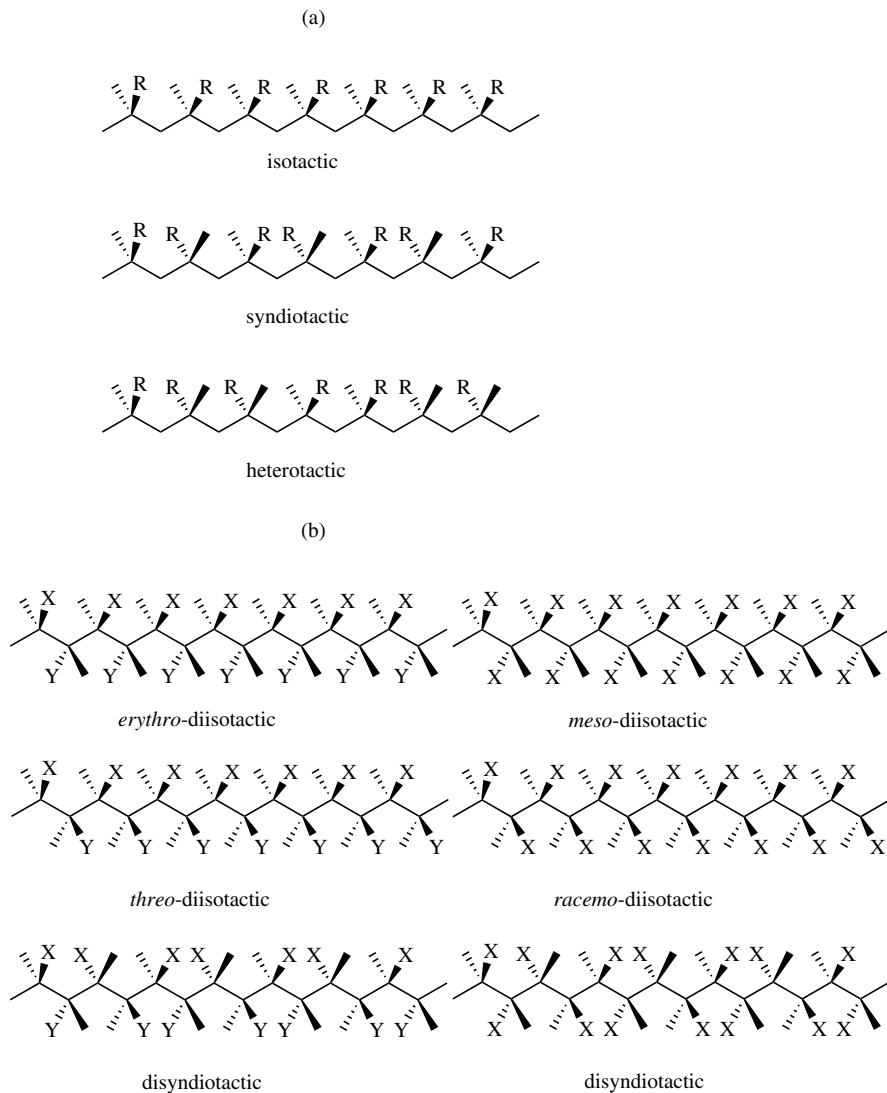 (a)
R R R R R R R
isotactic
R R R R R R R
syndiotactic
R R R R R R R
heterotactic
(b)
X X X X X X X
Y Y Y Y Y Y Y
erythro-diisotactic
X X X X X X X
X X X X X X X
meso-diisotactic
X X X X X X X
Y Y Y Y Y Y Y
threo-diisotactic
X X X X X X X
X X X X X X X
racemo-diisotactic
X X X X X X X
Y Y Y Y Y Y Y
disyndiotactic
X X X X X X X
X X X X X X X
disyndiotactic